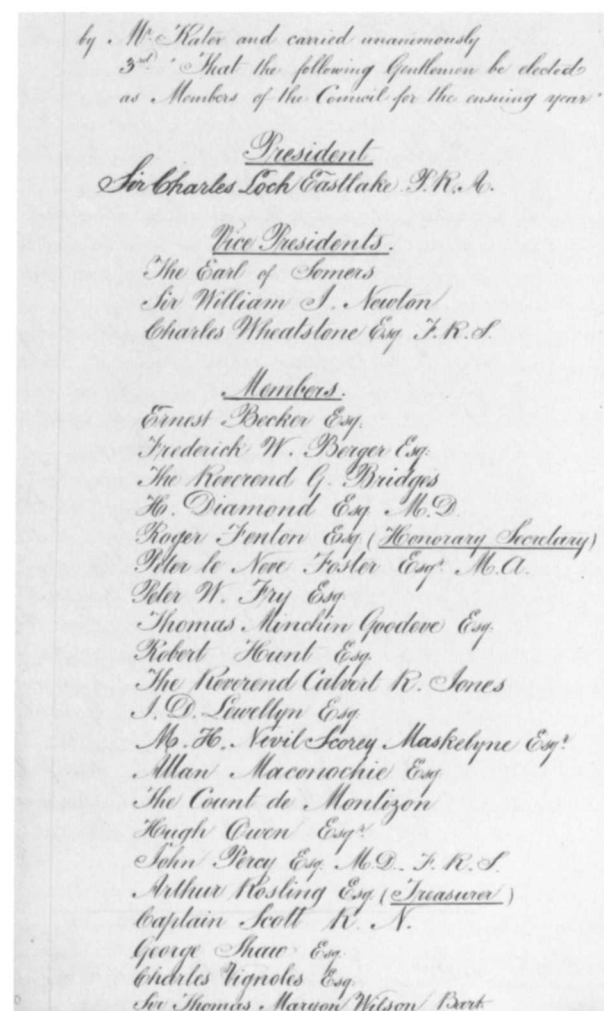 by Mr. Kater and carried unanimously
3rd "That the following Gentlemen be elected
as Members of the Council for the ensuing year"
President
Sir Charles Lock Eastlake P. R. A.
Vice Presidents.
The Earl of Somers
Sir William J. Newton
Charles Wheatstone Esq F. R. S.
Members.
Ernest Becker Esq.
Frederick W. Berger Esq.
The Reverend G. Bridges
H. Diamond Esq M. D.
Roger Fenton Esq (Honorary Secretary)
Peter le Neve Foster Esqr. M. A.
Peter W. Fry Esq.
Thomas Minchin Goodeve Esq.
Robert Hunt Esq.
The Reverend Calvert R. Jones
J. D. Lewellyn Esq
M. H. Nevil Scorey Maskelyne Esqr
Allan Maconochie Esq
The Count de Montizon
Hugh Owen Esqr.
John Percy Esq. M. D. F. R. S.
Arthur Rosling Esq (Treasurer)
Captain Scott R. N.
George Shaw Esq.
Charles Vignoles Esq.
Sir Thomas Maryon Wilson Bart.